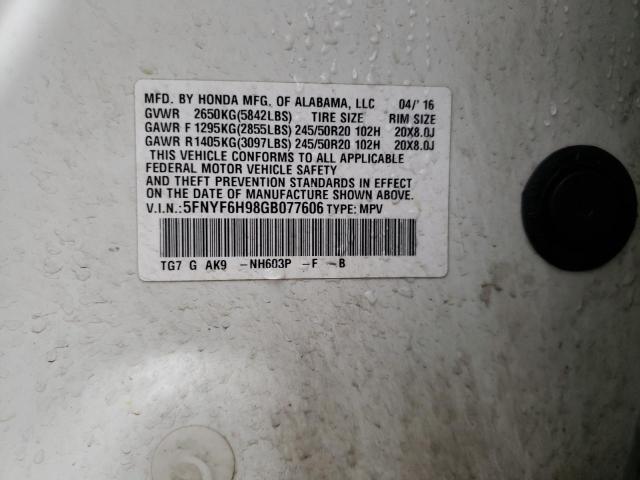 MFD. BY HONDA MFG. OF ALABAMA, LLC 04/'16
GVWR 2650KG(5842LBS) TIRE SIZE RIM SIZE
GAWR F 1295KG(2855LBS) 245/50R20 102H 20X8.0J
GAWR R 1405KG(3097LBS) 245/50R20 102H 20X8.0J
THIS VEHICLE CONFORMS TO ALL APPLICABLE
FEDERAL MOTOR VEHICLE SAFETY
AND THEFT PREVENTION STANDARDS IN EFFECT
ON THE DATE OF MANUFACTURE SHOWN ABOVE.
V.I.N.:5FNYF6H98GB077606 TYPE: MPV
TG7 G AK9 -NH603P -F -B